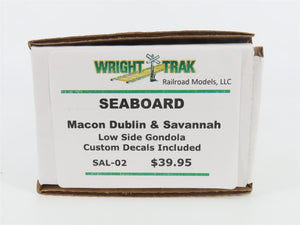 WRIGHT TRAK
Railroad Models, LLC
SEABOARD
Macon Dublin & Savannah
Low Side Gondola
Custom Decals Included
SAL-02 $39.95